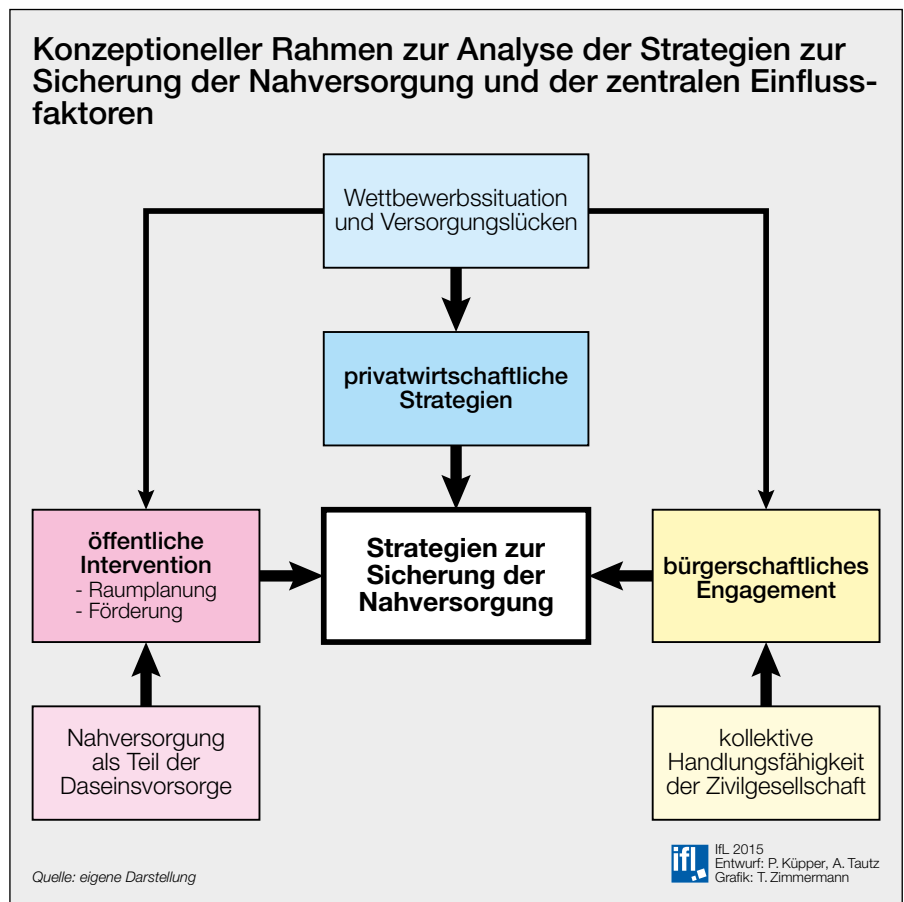 Konzeptioneller Rahmen zur Analyse der Strategien zur
Sicherung der Nahversorgung und der zentralen Einfluss-
faktoren
Wettbewerbssituation
und Versorgungslücken
privatwirtschaftliche
Strategien
öffentliche
Intervention
- Raumplanung
- Förderung
Strategien zur
Sicherung der
Nahversorgung
bürgerschaftliches
Engagement
Nahversorgung
als Teil der
Daseinsvorsorge
kollektive
Handlungsfähigkeit
der Zivilgesellschaft
Quelle: eigene Darstellung
ifl
IfL 2015
Entwurf: P. Küpper, A. Tautz
Grafik: T. Zimmermann